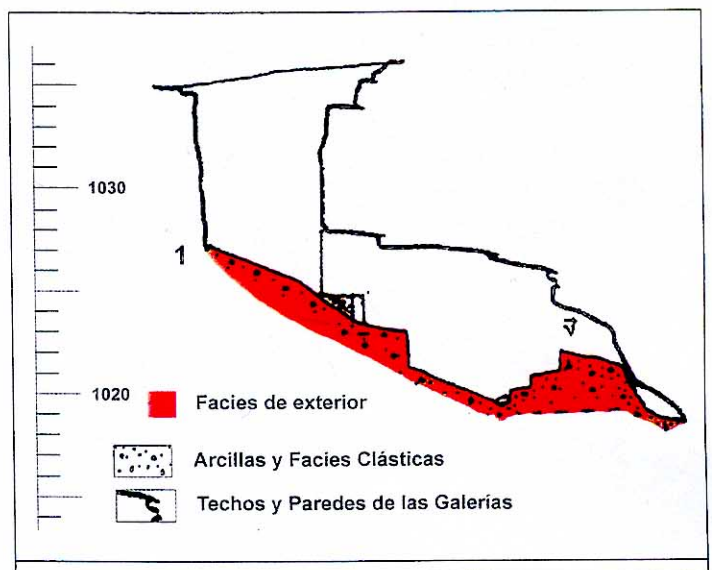 1030
1
1020
Facies de exterior
Arcillas y Facies Clásticas
Techos y Paredes de las Galerías